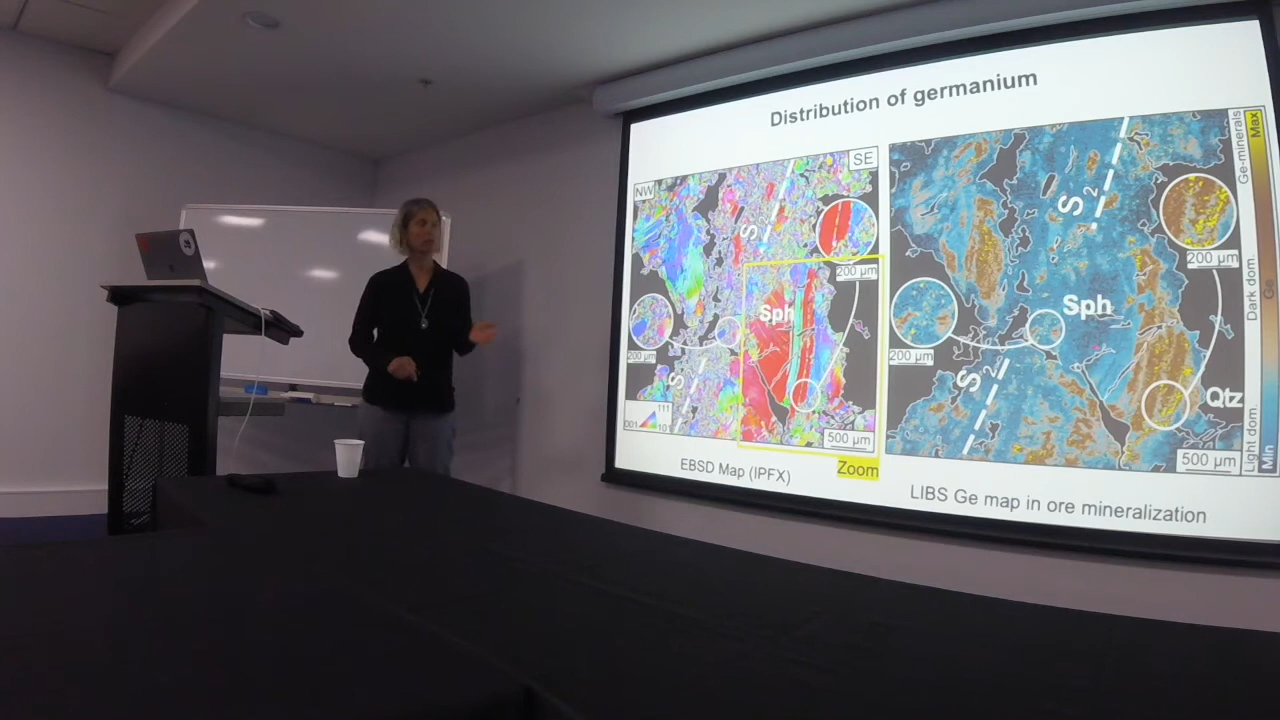 Distribution of germanium
NW
SE
S2
200 µm
Sph
200 µm
S
111
001
101
500 µm
Zoom
EBSD Map (IPFX)
S2
200 µm
Sph
200 µm
S2
Qtz
500 µm
Ge-minerals
Max
Dark dom.
Ge
Light dom.
Min
LIBS Ge map in ore mineralization